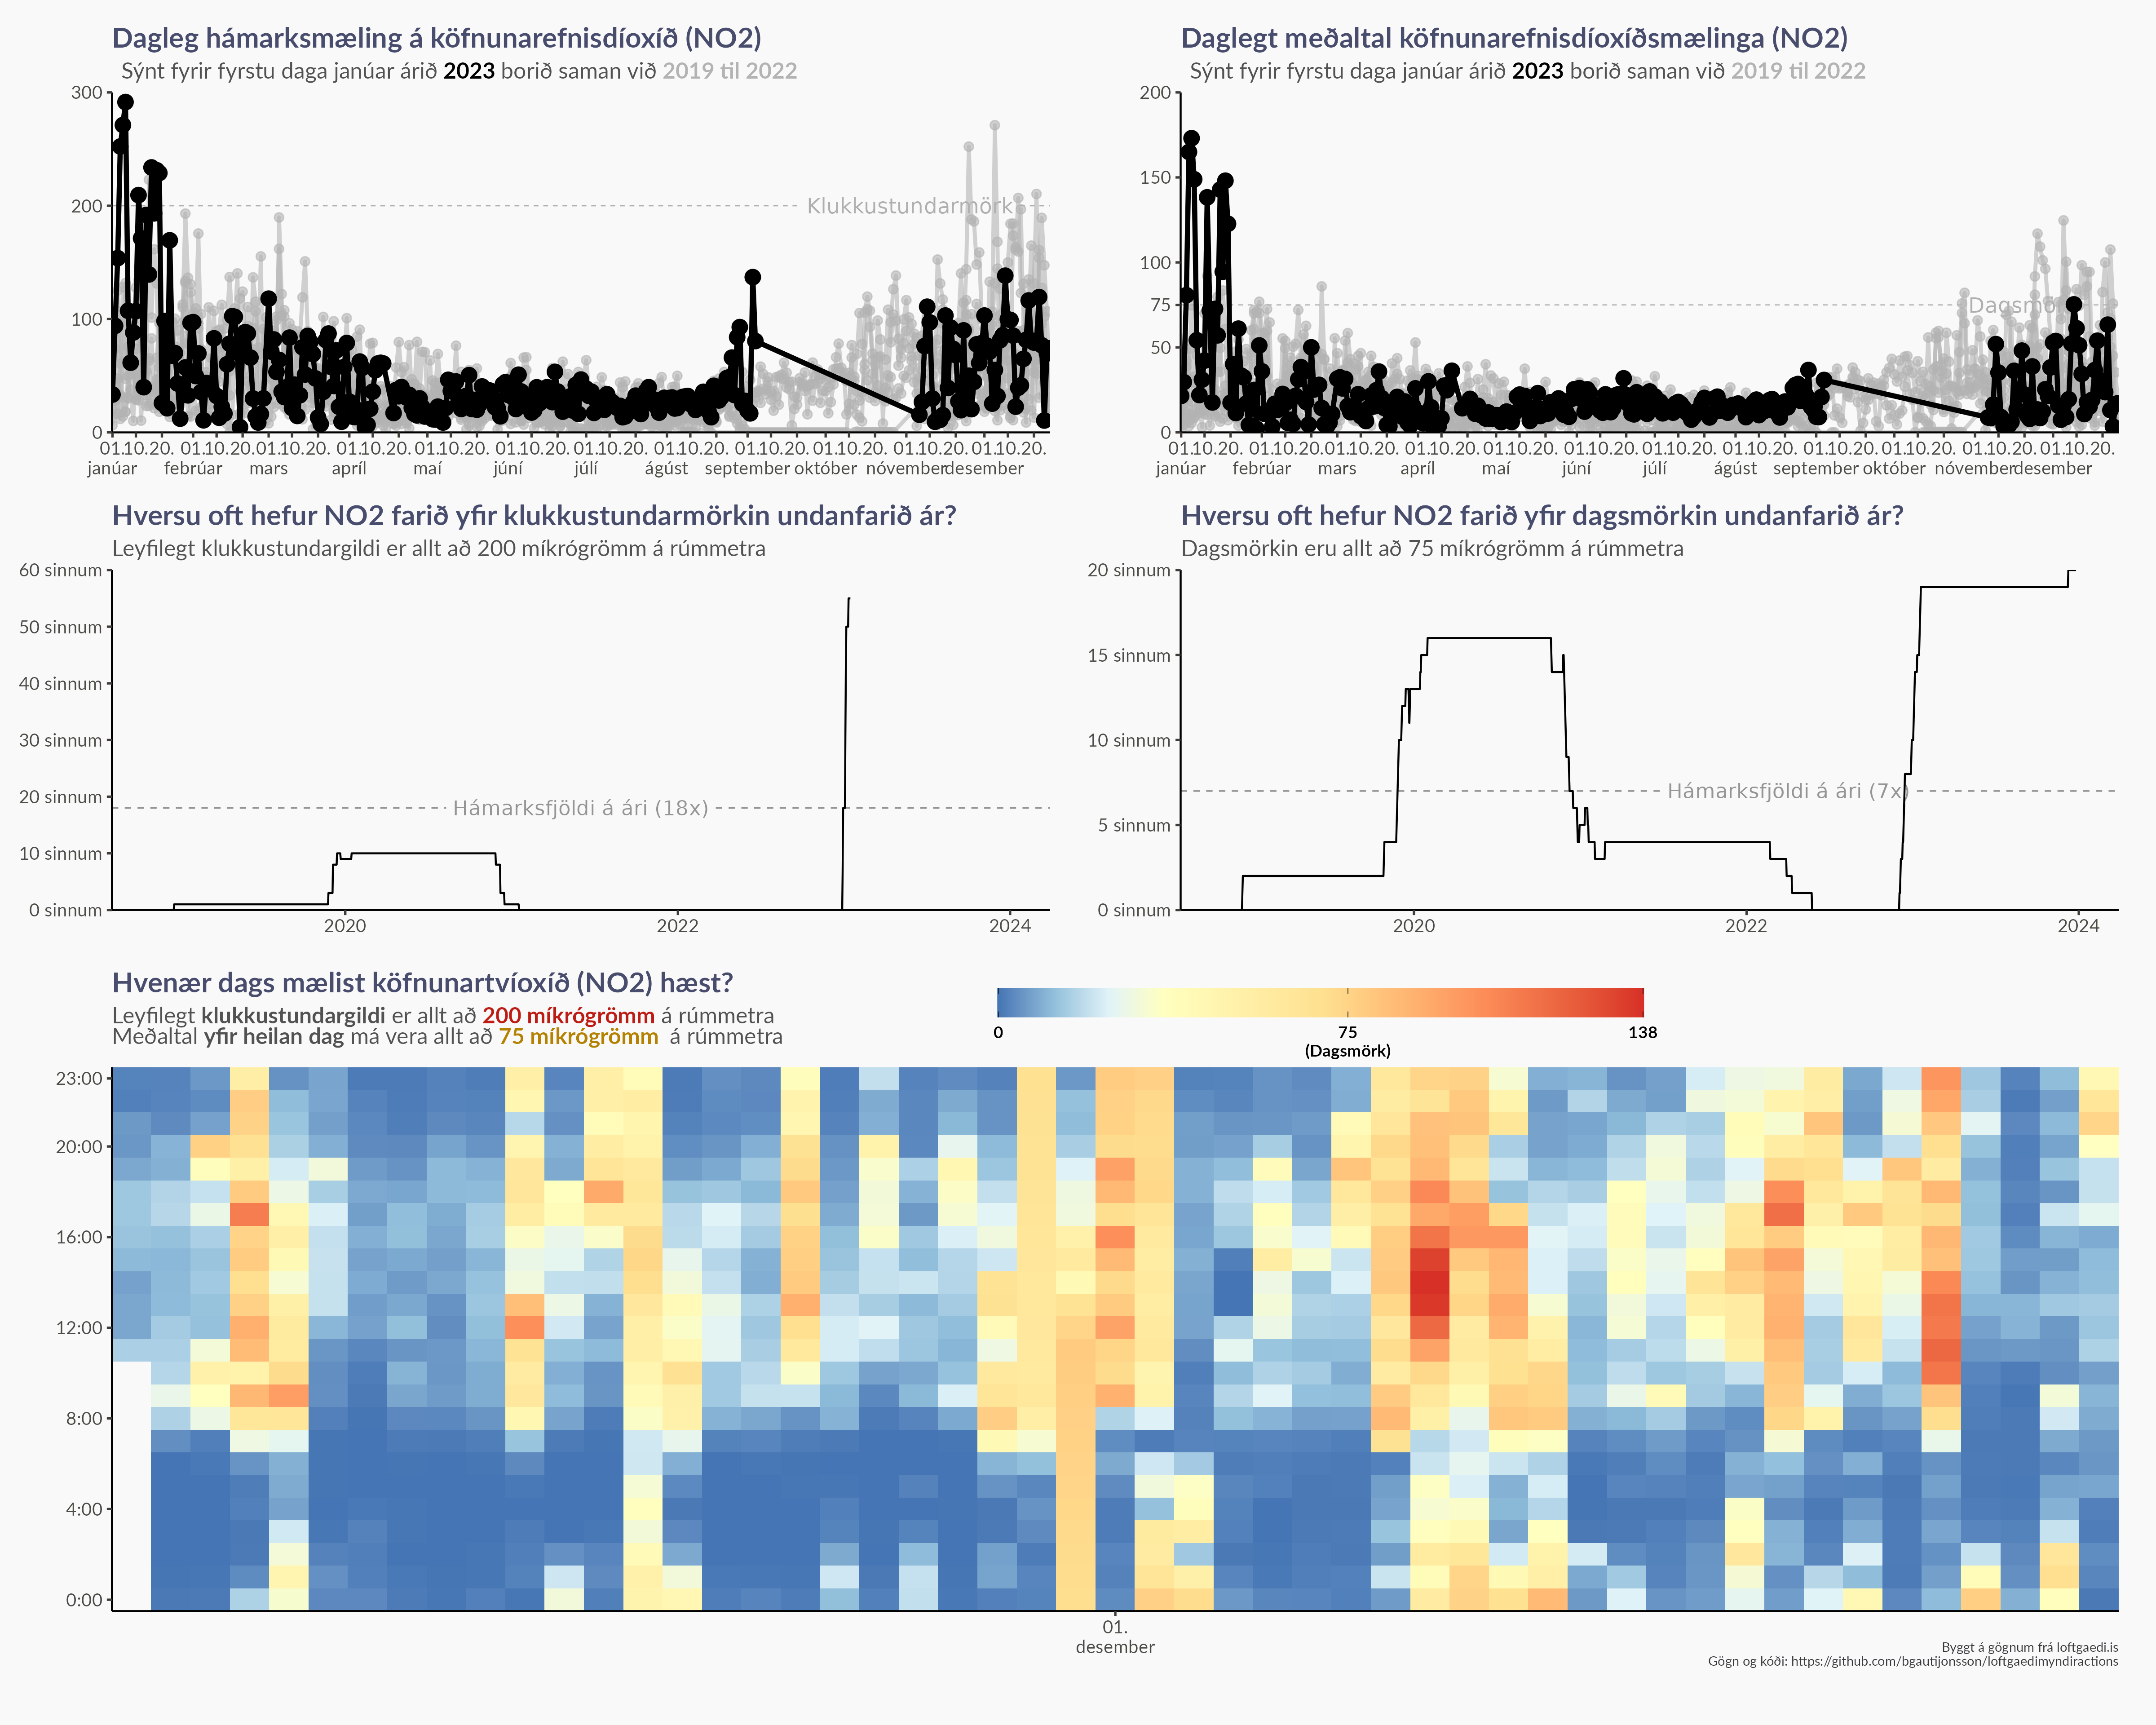 Dagleg hámarksmæling á köfnunarefnisdíoxíð (NO2)
Sýnt fyrir fyrstu daga janúar árið 2023 borið saman við 2019 til 2022
300
200
100
0
Klukkustundarmörk
01.10.20. 01.10.20. 01.10.20. 01.10.20. 01.10.20. 01.10.20. 01.10.20. 01.10.20. 01.10.20. 01.10.20. 01.10.20. 01.10.20.
janúar febrúar mars apríl maí júní júlí ágúst september október nóvember desember
Daglegt meðaltal köfnunarefnisdíoxíðsmælinga (NO2)
Sýnt fyrir fyrstu daga janúar árið 2023 borið saman við 2019 til 2022
200
150
100
75
50
0
01.10.20. 01.10.20. 01.10.20. 01.10.20. 01.10.20. 01.10.20. 01.10.20. 01.10.20. 01.10.20. 01.10.20. 01.10.20. 01.10.20.
janúar febrúar mars apríl maí júní júlí ágúst september október nóvember desember
Hversu oft hefur NO2 farið yfir klukkustundarmörkin undanfarið ár?
Leyfilegt klukkustundargildi er allt að 200 míkrógrömm á rúmmetra
60 sinnum
50 sinnum
40 sinnum
30 sinnum
20 sinnum
10 sinnum
0 sinnum
Hámarksfjöldi á ári (18x)
2020 2022 2024
Hversu oft hefur NO2 farið yfir dagsmörkin undanfarið ár?
Dagsmörkin eru allt að 75 míkrógrömm á rúmmetra
20 sinnum
15 sinnum
10 sinnum
5 sinnum
0 sinnum
Hámarksfjöldi á ári (7x)
2020 2022 2024
Hvenær dags mælist köfnunartvíoxíð (NO2) hæst?
Leyfilegt klukkustundargildi er allt að 200 míkrógrömm á rúmmetra
Meðaltal yfir heilan dag má vera allt að 75 míkrógrömm á rúmmetra
0 75 138
(Dagsmörk)
23:00
20:00
16:00
12:00
8:00
4:00
0:00
01.
desember
Byggt á gögnum frá loftgaedi.is
Gögn og kóði: https://github.com/bgautijonsson/loftgaedimyndiractions